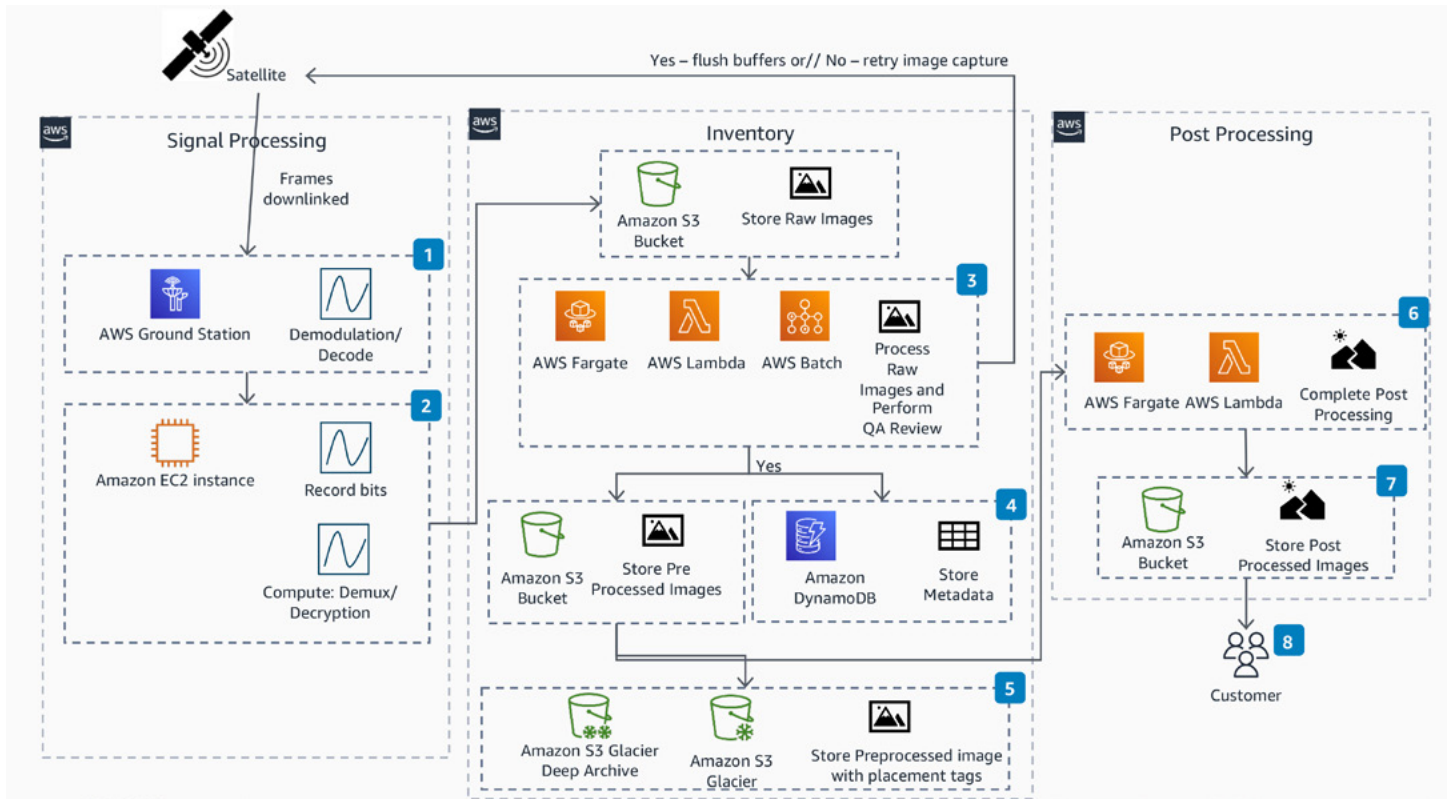 Satellite
Yes – flush buffers or// No – retry image capture
aws
Signal Processing
Frames
downlinked
1
AWS Ground Station
Demodulation/
Decode
2
Amazon EC2 instance
Record bits
Compute: Demux/
Decryption
aws
Inventory
Amazon S3
Bucket
Store Raw Images
3
AWS Fargate
AWS Lambda
AWS Batch
Process
Raw
Images and
Perform
QA Review
Yes
Amazon S3
Bucket
Store Pre
Processed Images
4
Amazon
DynamoDB
Store
Metadata
5
Amazon S3 Glacier
Deep Archive
Amazon S3
Glacier
Store Preprocessed image
with placement tags
aws
Post Processing
6
AWS Fargate
AWS Lambda
Complete Post
Processing
7
Amazon S3
Bucket
Store Post
Processed Images
8
Customer